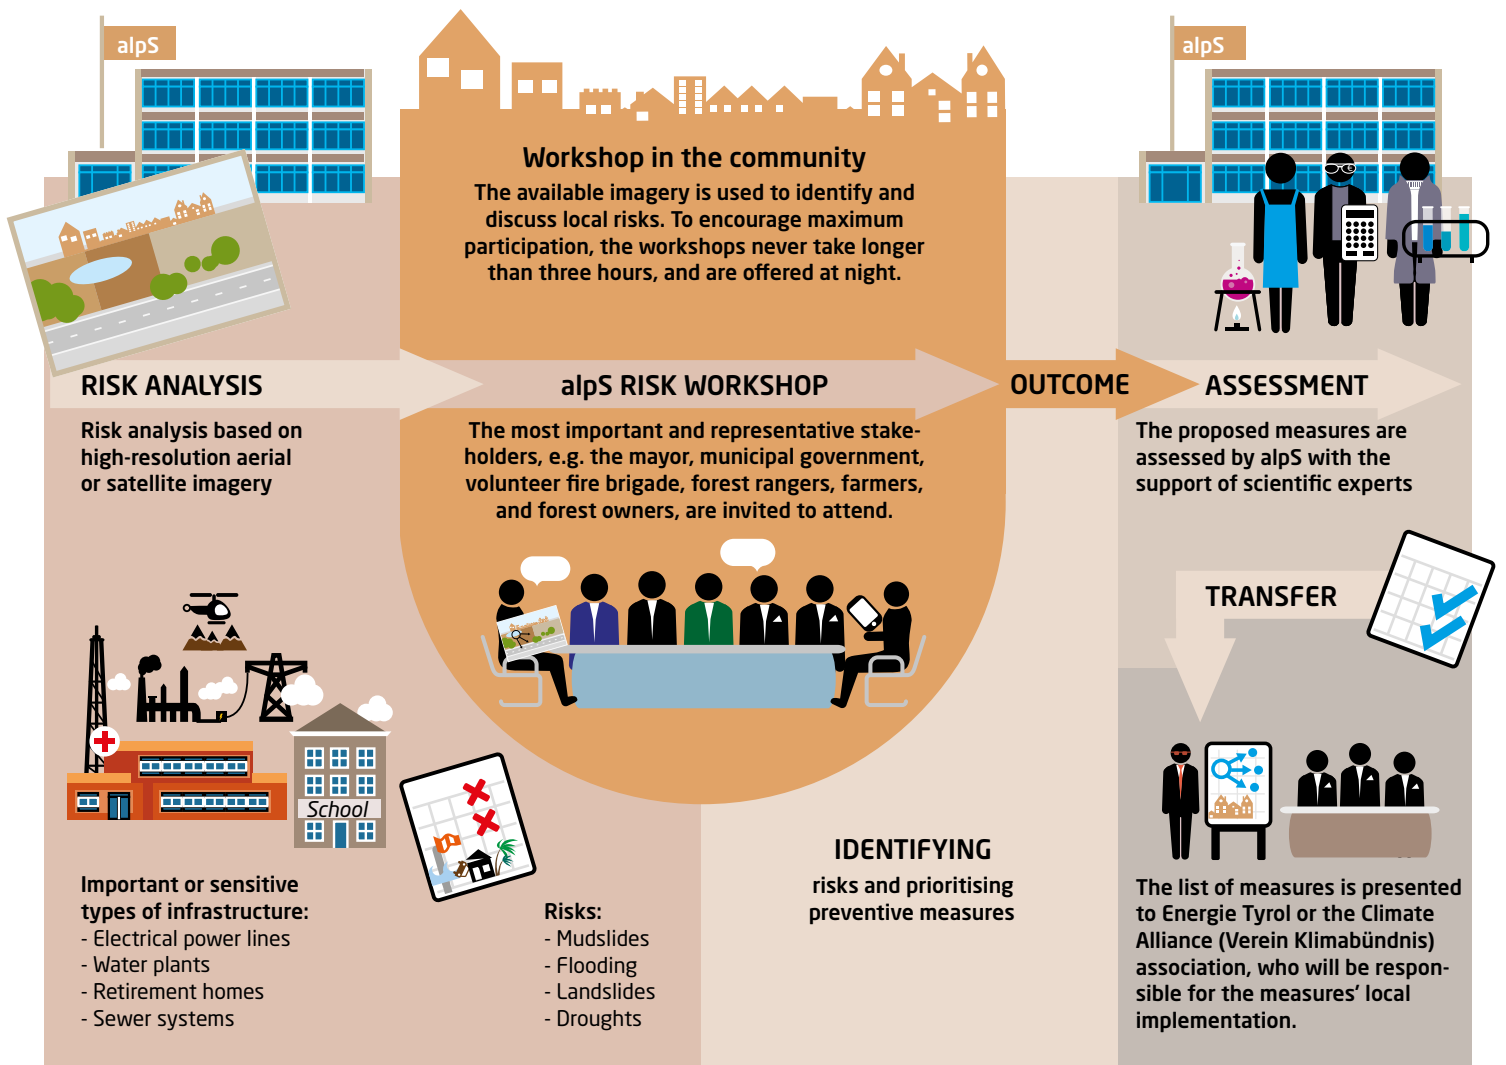 alpS
alpS
Workshop in the community
The available imagery is used to identify and
discuss local risks. To encourage maximum
participation, the workshops never take longer
than three hours, and are offered at night.
RISK ANALYSIS
Risk analysis based on
high-resolution aerial
or satellite imagery
alpS RISK WORKSHOP
The most important and representative stake-
holders, e.g. the mayor, municipal government,
volunteer fire brigade, forest rangers, farmers,
and forest owners, are invited to attend.
OUTCOME
ASSESSMENT
The proposed measures are
assessed by alpS with the
support of scientific experts
TRANSFER
School
Important or sensitive
types of infrastructure:
- Electrical power lines
- Water plants
- Retirement homes
- Sewer systems
Risks:
- Mudslides
- Flooding
- Landslides
- Droughts
IDENTIFYING
risks and prioritising
preventive measures
The list of measures is presented
to Energie Tyrol or the Climate
Alliance (Verein Klimabündnis)
association, who will be respon-
sible for the measures’ local
implementation.